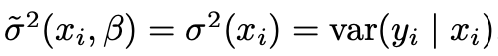 σ̃²(xᵢ, β) = σ²(xᵢ) = var(yᵢ | xᵢ)